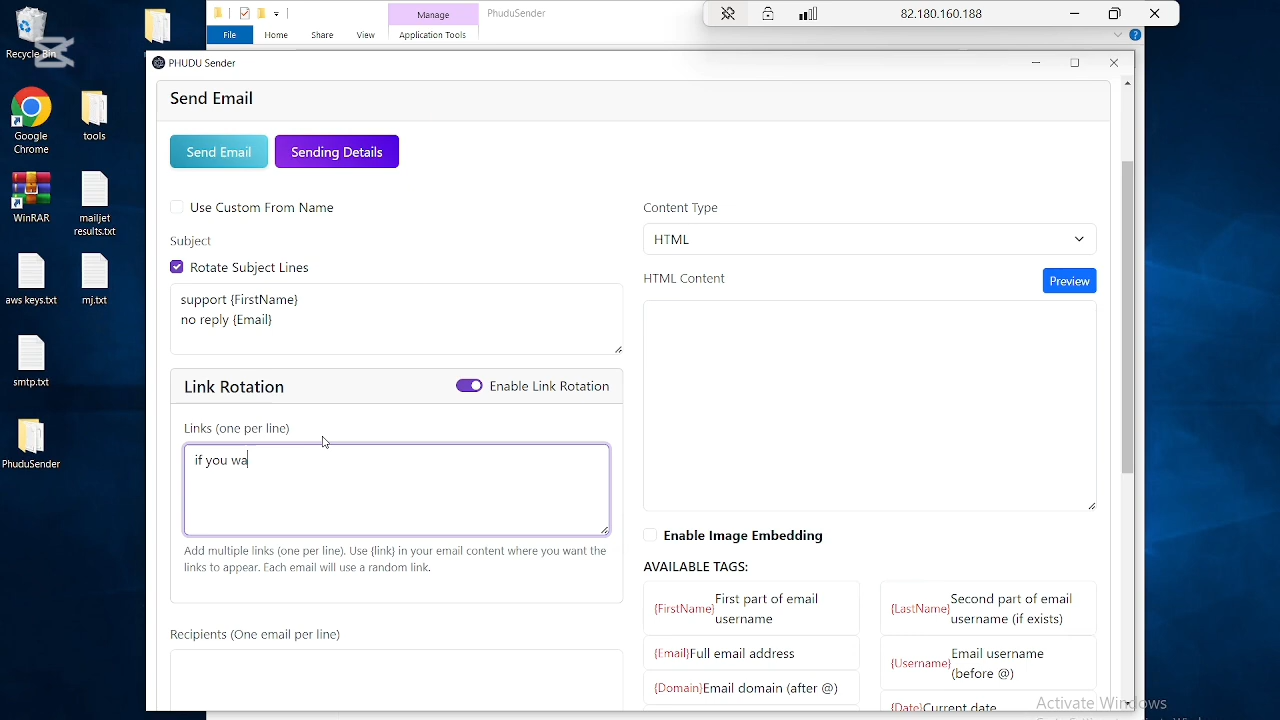 Manage
PhuduSender
82.180.160.188
File
Home
Share
View
Application Tools
Recycle Bin
PHUDU Sender
Send Email
Send Email
Sending Details
Google
Chrome
tools
WinRAR
mailjet
results.txt
aws keys.txt
mj.txt
smtp.txt
PhuduSender
Use Custom From Name
Subject
Rotate Subject Lines
support {FirstName}
no reply {Email}
Link Rotation
Enable Link Rotation
Links (one per line)
if you wa
Add multiple links (one per line). Use {link} in your email content where you want the
links to appear. Each email will use a random link.
Recipients (One email per line)
Content Type
HTML
HTML Content
Preview
Enable Image Embedding
AVAILABLE TAGS:
{FirstName} First part of email
username
{LastName} Second part of email
username (if exists)
{Email} Full email address
{Username} Email username
(before @)
{Domain} Email domain (after @)
{Date} Current date
Activate Windows